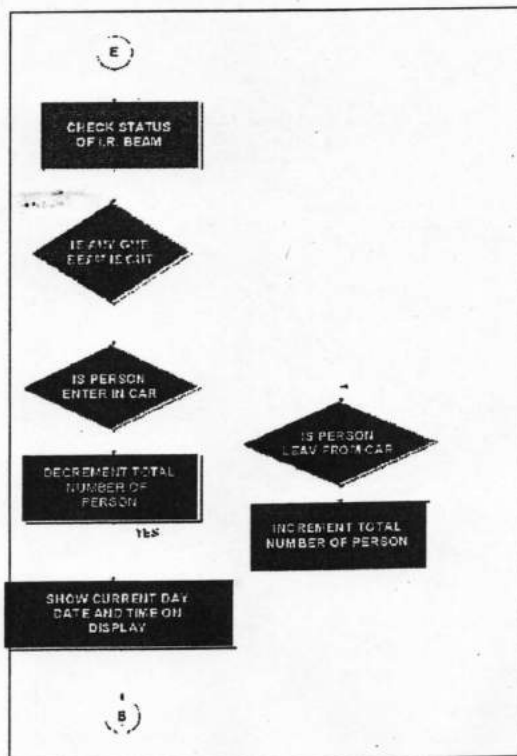 E
CHECK STATUS
OF I.R. BEAM
IS ANY ONE
BEAM IS CUT
IS PERSON
ENTER IN CAR
IS PERSON
LEAV FROM CAR
DECREMENT TOTAL
NUMBER OF
PERSON
YES
INCREMENT TOTAL
NUMBER OF PERSON
SHOW CURRENT DAY
DATE AND TIME ON
DISPLAY
B